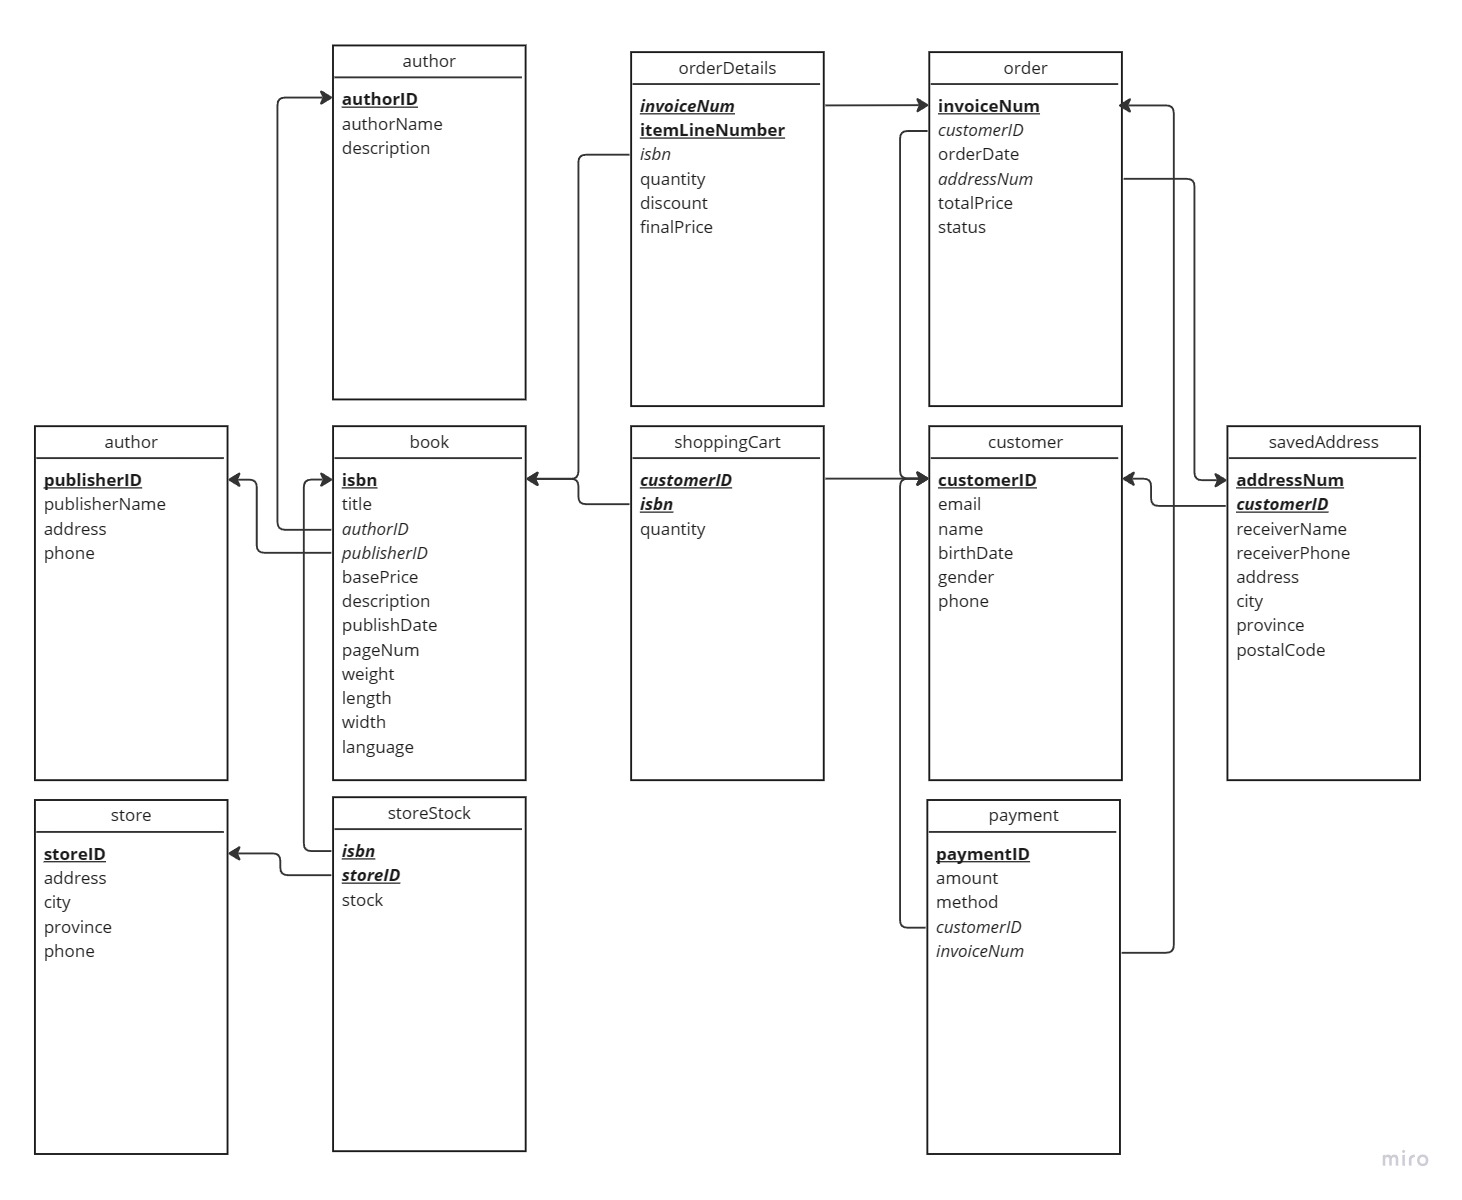 author
authorID
authorName
description
orderDetails
invoiceNum
itemLineNumber
isbn
quantity
discount
finalPrice
order
invoiceNum
customerID
orderDate
addressNum
totalPrice
status
author
publisherID
publisherName
address
phone
book
isbn
title
authorID
publisherID
basePrice
description
publishDate
pageNum
weight
length
width
language
shoppingCart
customerID
isbn
quantity
customer
customerID
email
name
birthDate
gender
phone
savedAddress
addressNum
customerID
receiverName
receiverPhone
address
city
province
postalCode
store
storeID
address
city
province
phone
storeStock
isbn
storeID
stock
payment
paymentID
amount
method
customerID
invoiceNum
miro